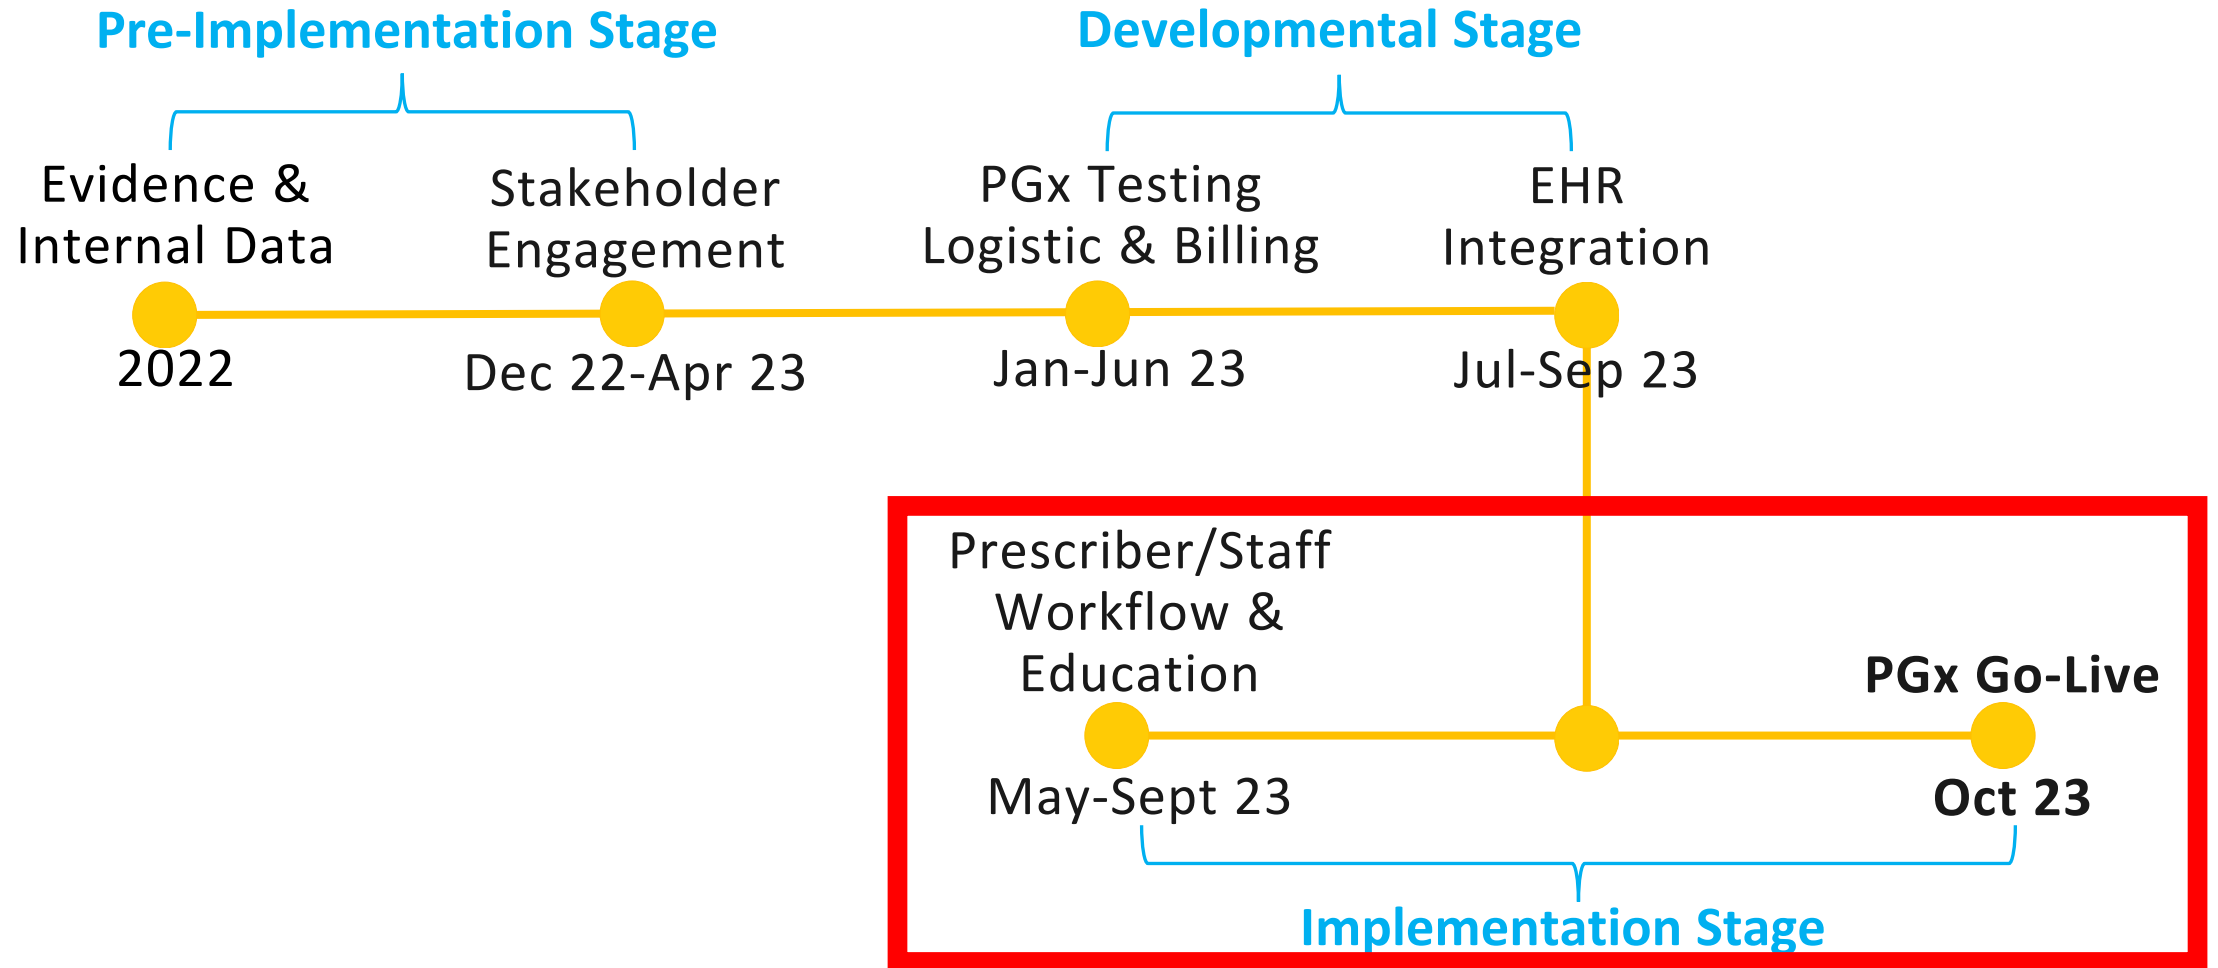 Pre-Implementation Stage
Developmental Stage
Evidence &
Internal Data
2022
Stakeholder
Engagement
Dec 22-Apr 23
PGx Testing
Logistic & Billing
Jan-Jun 23
EHR
Integration
Jul-Sep 23
Prescriber/Staff
Workflow &
Education
May-Sept 23
PGx Go-Live
Oct 23
Implementation Stage